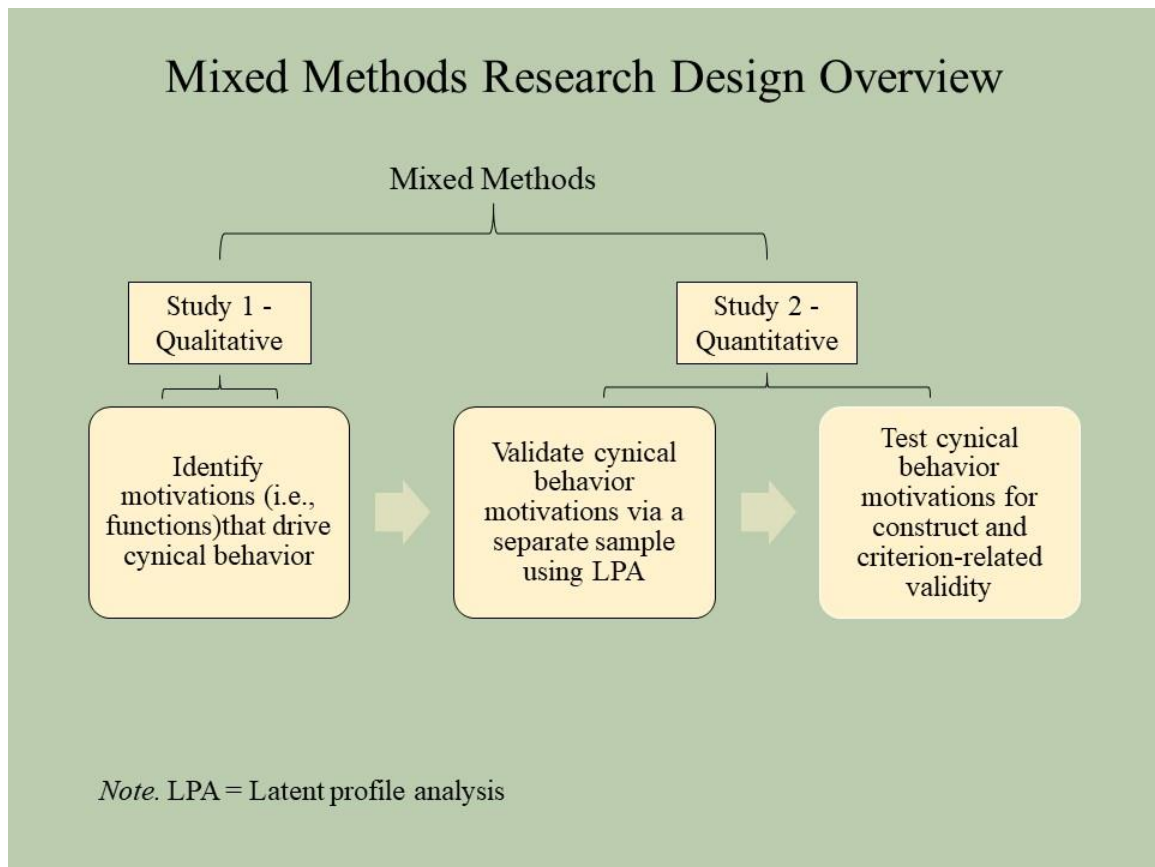 Mixed Methods Research Design Overview
Mixed Methods
Study 1 -
Qualitative
Study 2 -
Quantitative
Identify
motivations (i.e.,
functions)that drive
cynical behavior
Validate cynical
behavior
motivations via a
separate sample
using LPA
Test cynical
behavior
motivations for
construct and
criterion-related
validity
Note. LPA = Latent profile analysis